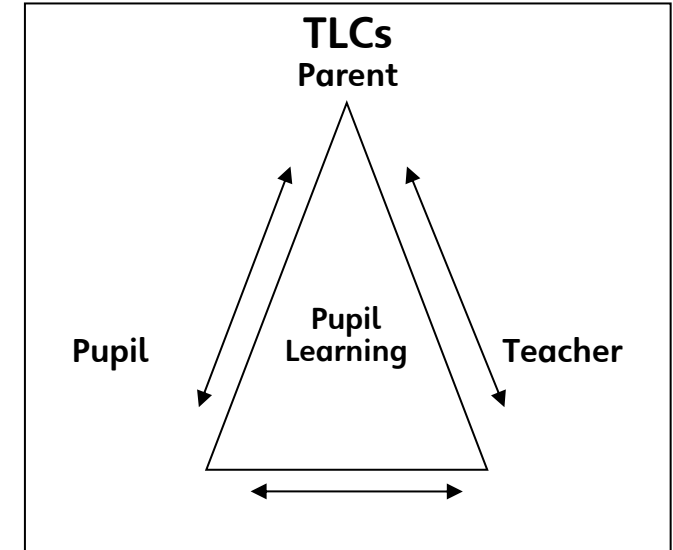 TLCs
Parent
Pupil
Learning
Pupil
Teacher